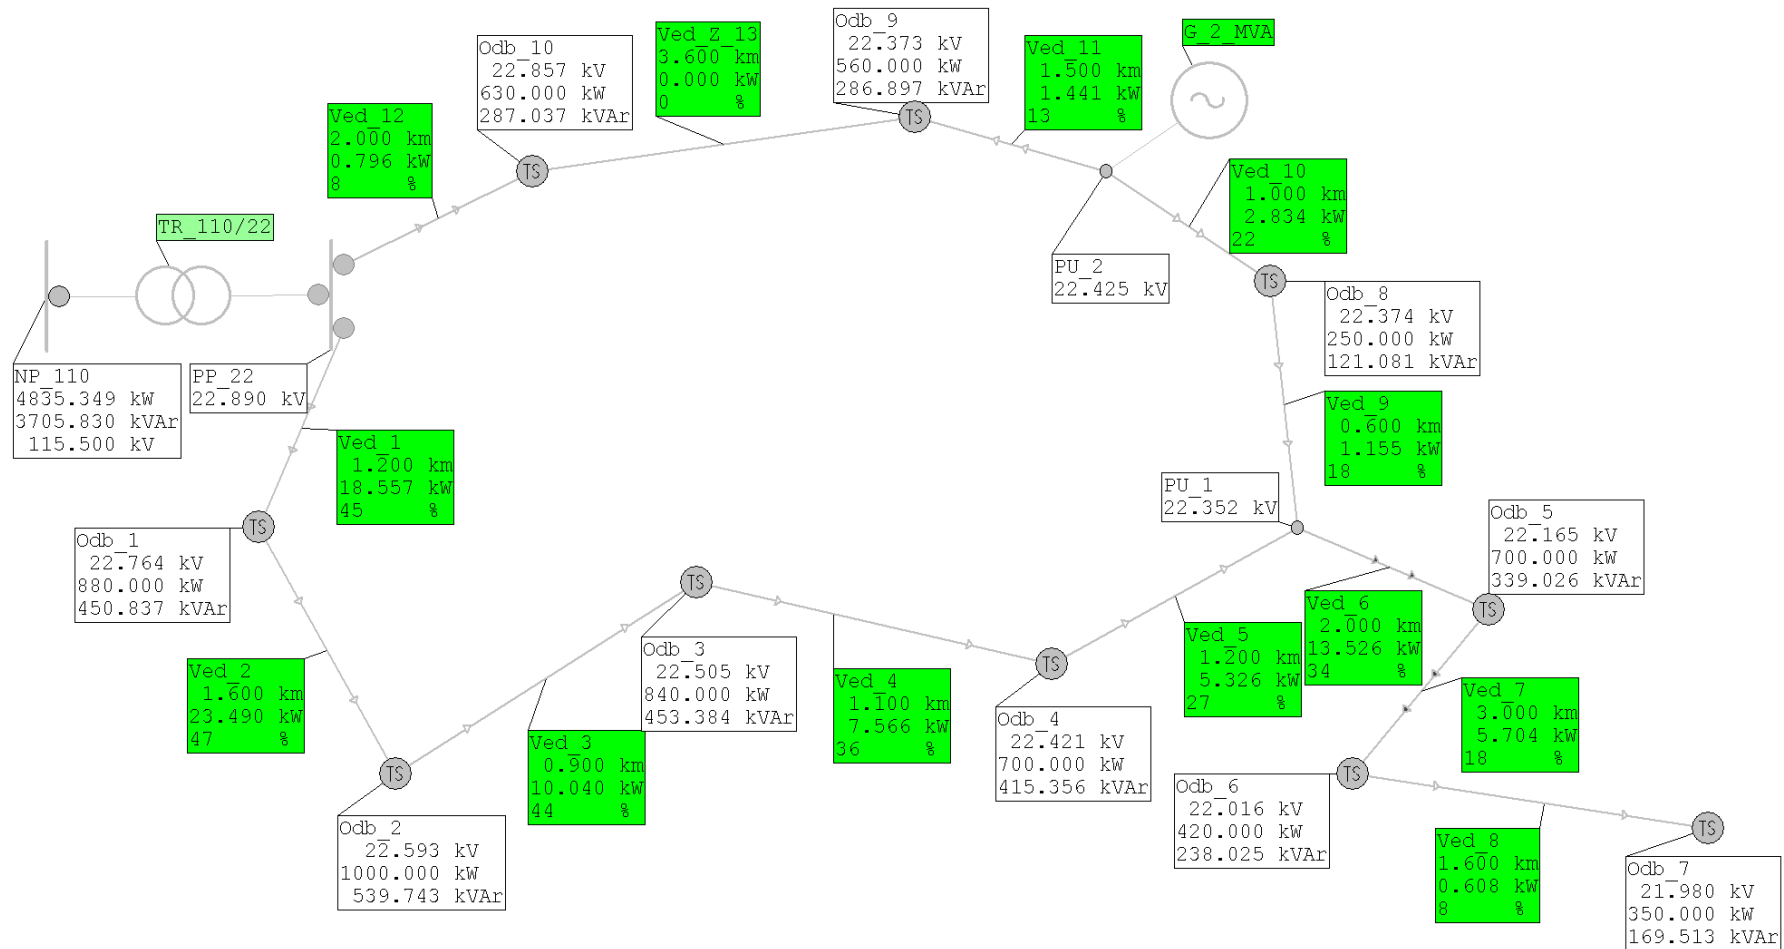 Odb_10
22.857 kV
630.000 kW
287.037 kVAr
Ved_Z_13
3.600 km
0.000 kW
0 %
Odb_9
22.373 kV
560.000 kW
286.897 kVAr
Ved_11
1.500 km
1.441 kW
13 %
G_2_MVA
Ved_12
2.000 km
0.796 kW
8 %
TS
TS
Ved_10
1.000 km
2.834 kW
22 %
TR_110/22
PU_2
22.425 kV
TS
Odb_8
22.374 kV
250.000 kW
121.081 kVAr
NP_110
4835.349 kW
3705.830 kVAr
115.500 kV
PP_22
22.890 kV
Ved_1
1.200 km
18.557 kW
45 %
Ved_9
0.600 km
1.155 kW
18 %
PU_1
22.352 kV
Odb_5
22.165 kV
700.000 kW
339.026 kVAr
TS
Odb_1
22.764 kV
880.000 kW
450.837 kVAr
TS
TS
Ved_6
2.000 km
13.526 kW
34 %
Ved_5
1.200 km
5.326 kW
27 %
Odb_3
22.505 kV
840.000 kW
453.384 kVAr
TS
Ved_2
1.600 km
23.490 kW
47 %
Ved_4
1.100 km
7.566 kW
36 %
Ved_7
3.000 km
5.704 kW
18 %
Odb_4
22.421 kV
700.000 kW
415.356 kVAr
Ved_3
0.900 km
10.040 kW
44 %
TS
TS
Odb_6
22.016 kV
420.000 kW
238.025 kVAr
Odb_2
22.593 kV
1000.000 kW
539.743 kVAr
Ved_8
1.600 km
0.608 kW
8 %
TS
Odb_7
21.980 kV
350.000 kW
169.513 kVAr